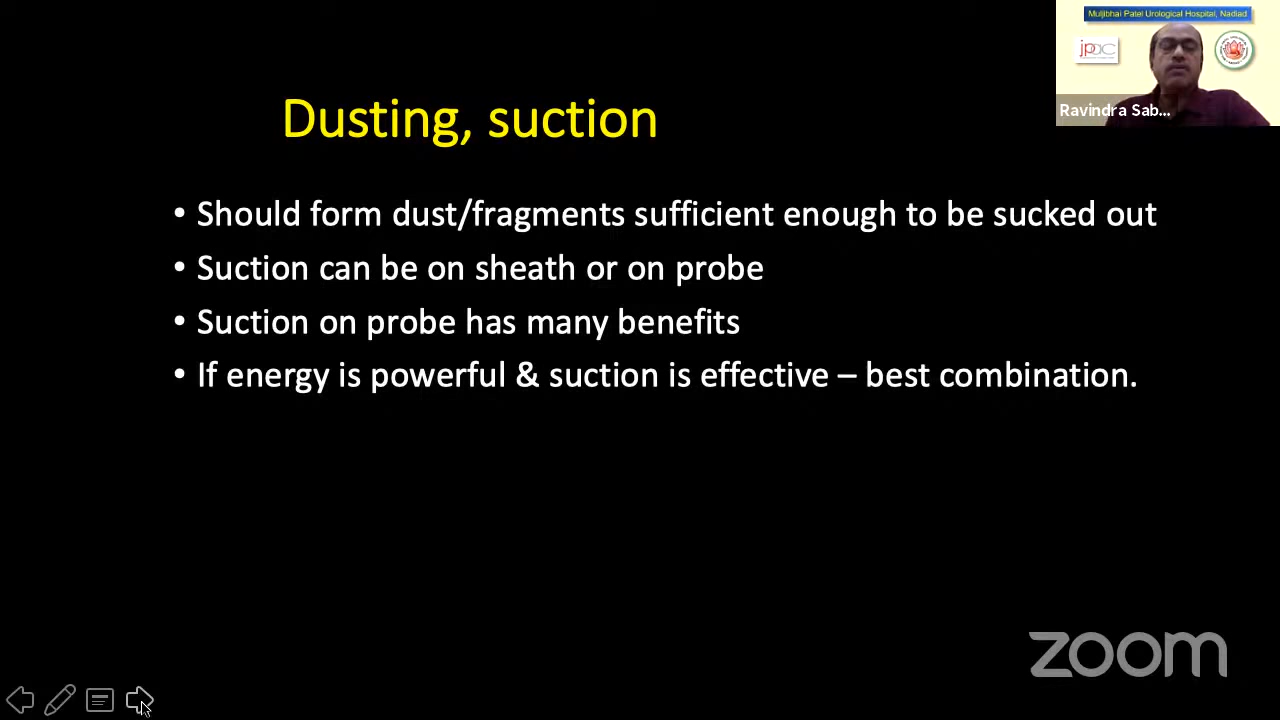 Muljibhai Patel Urological Hospital, Nadiad
jpac
Ravindra Sab...
Dusting, suction
• Should form dust/fragments sufficient enough to be sucked out
• Suction can be on sheath or on probe
• Suction on probe has many benefits
• If energy is powerful & suction is effective – best combination.
zoom